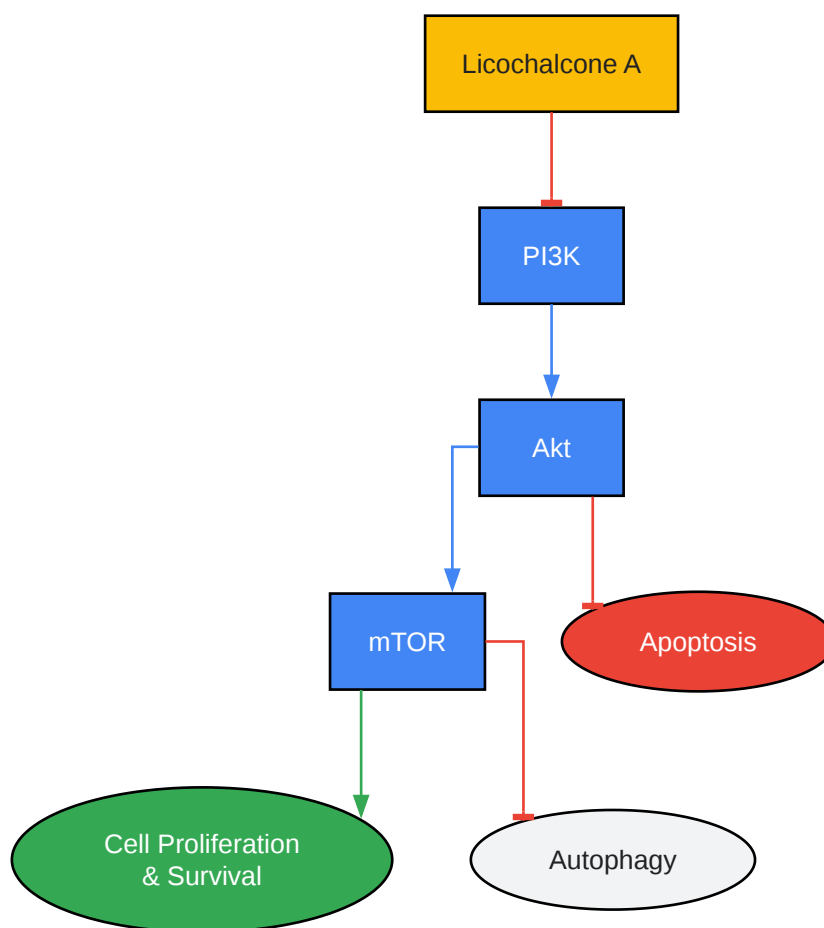 Licochalcone A
PI3K
Akt
mTOR
Apoptosis
Cell Proliferation
& Survival
Autophagy